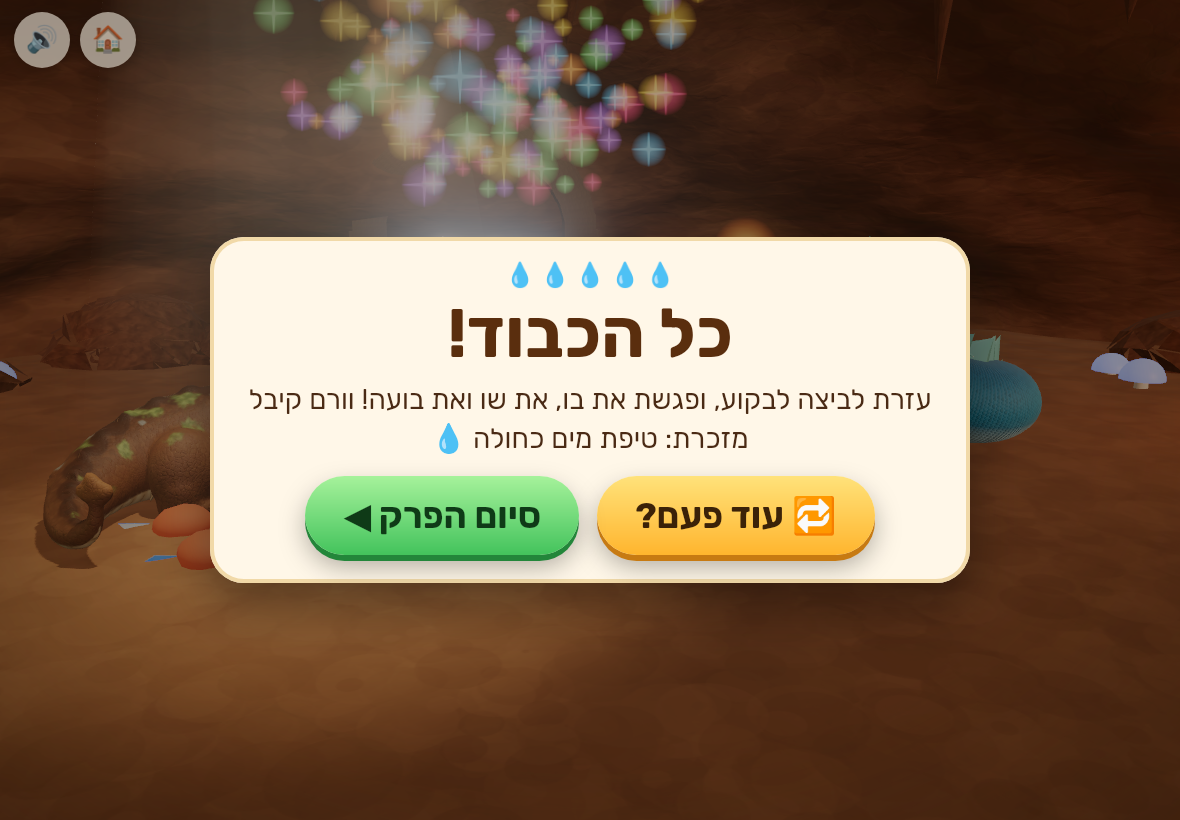 כל הכבוד!
עזרת לביצה לבקוע, ופגשת את בו, את שו ואת בועה! וורם קיבל
מזכרת: טיפת מים כחולה 💧
🔁 עוד פעם?
סיום הפרק ◀